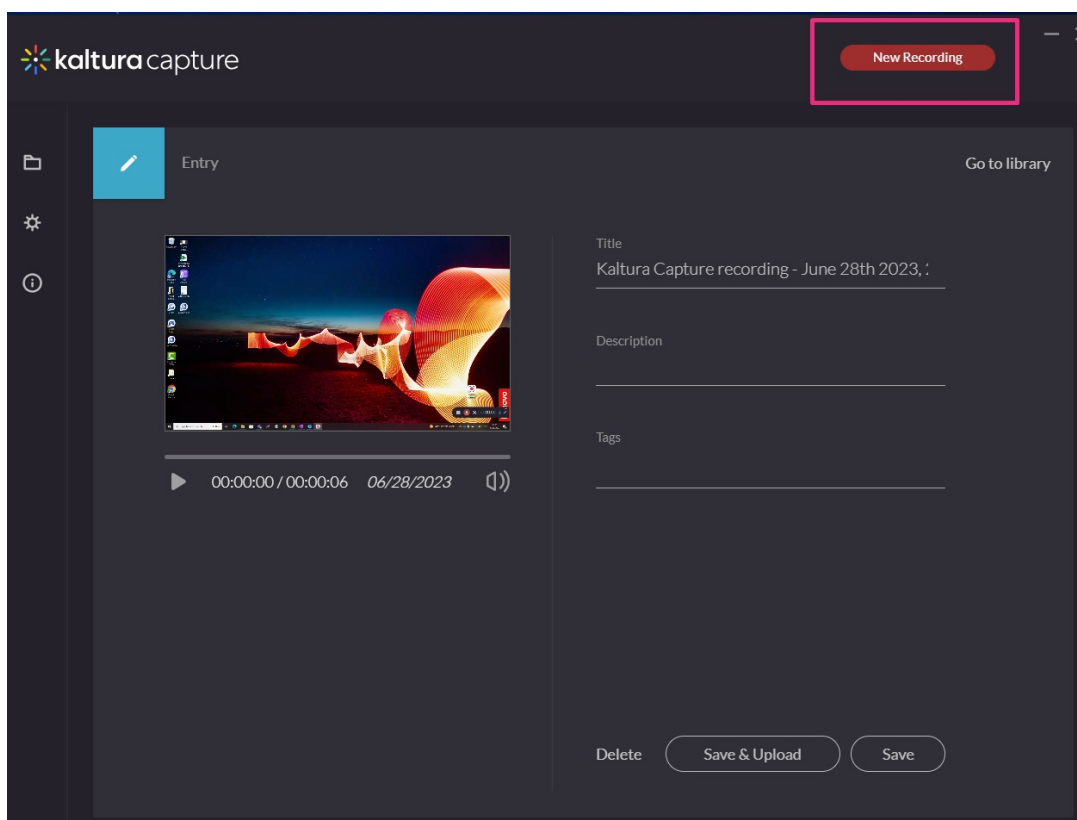 kaltura capture
New Recording
Entry
Go to library
Title
Kaltura Capture recording - June 28th 2023, :
Description
Tags
00:00:00 / 00:00:06 06/28/2023
Delete Save & Upload Save